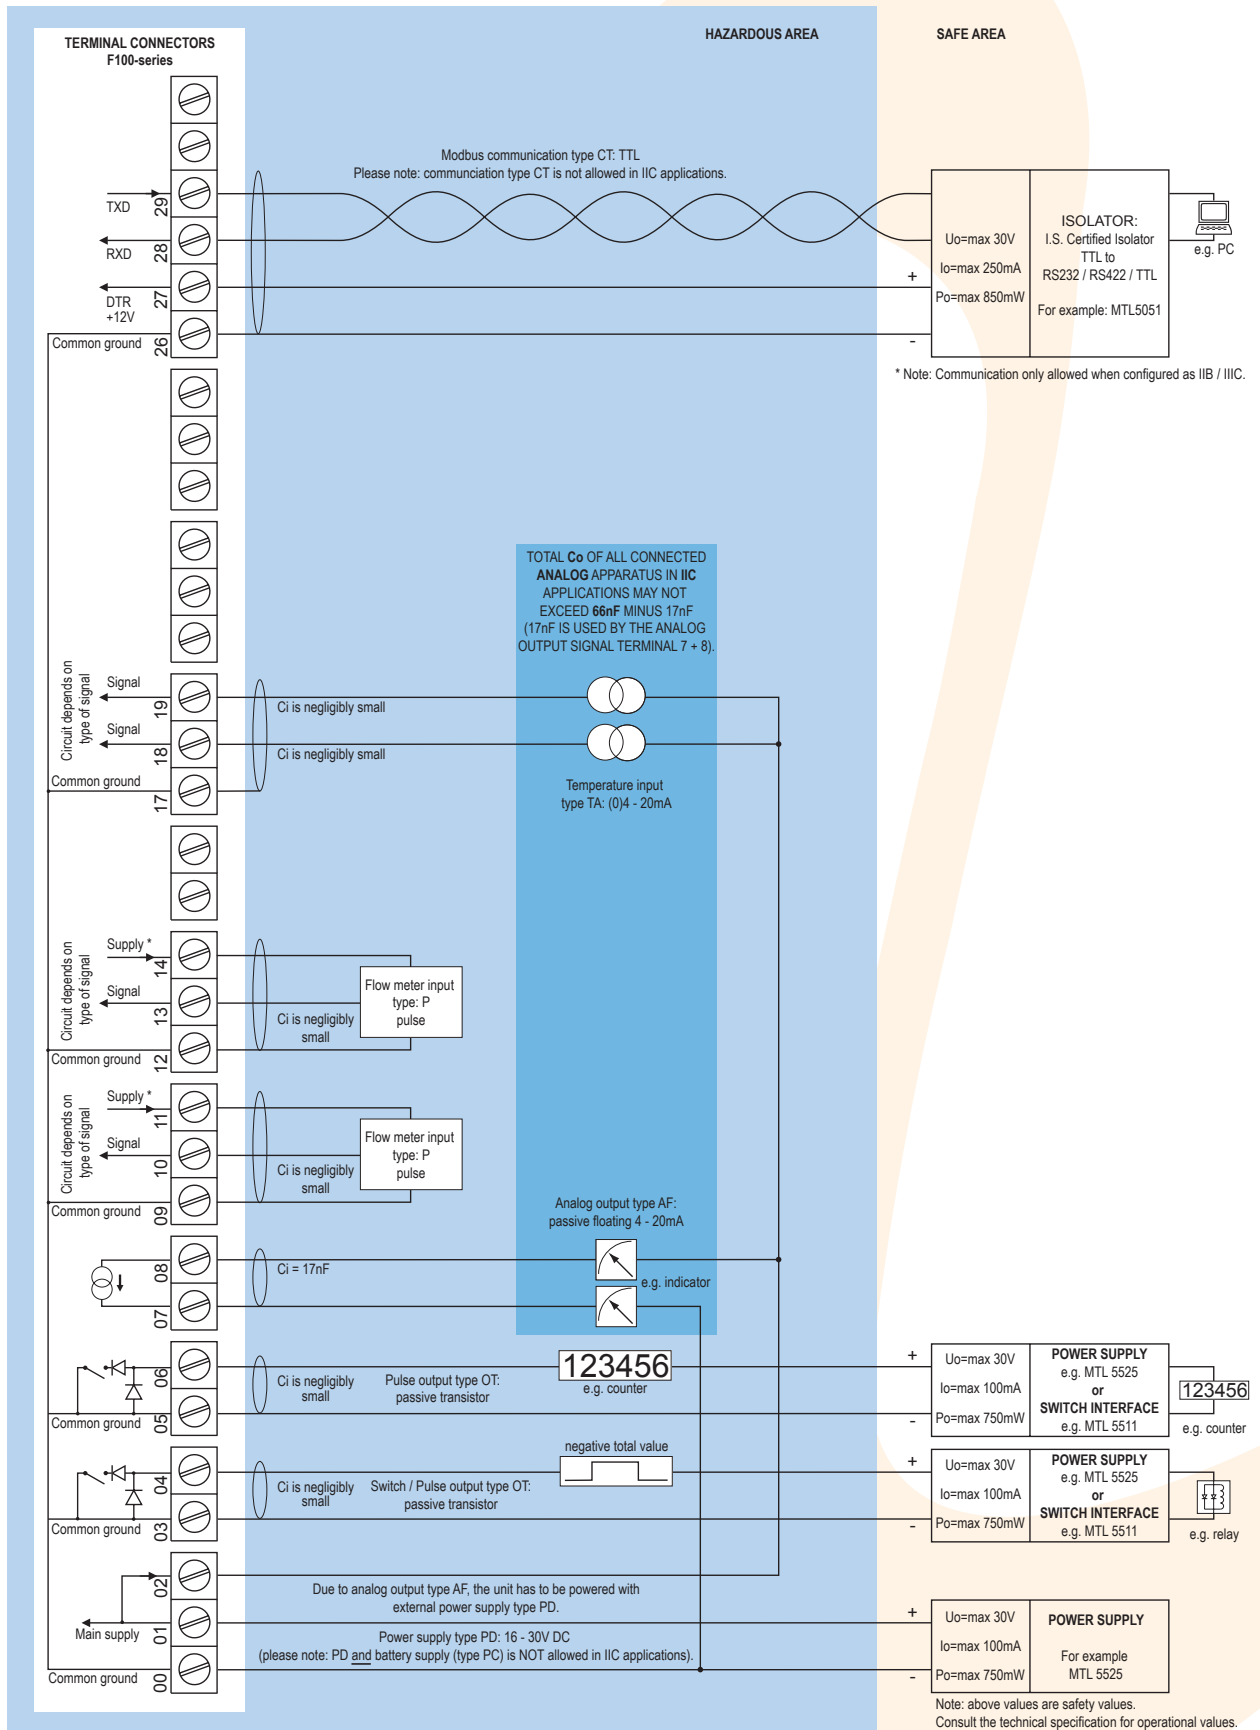 TERMINAL CONNECTORS
F100-series
HAZARDOUS AREA
SAFE AREA
Modbus communication type CT: TTL
Please note: communciation type CT is not allowed in IIC applications.
TXD
29
RXD
28
DTR
+12V
27
Common ground
26
+
-
Uo=max 30V
Io=max 250mA
Po=max 850mW
ISOLATOR:
I.S. Certified Isolator
TTL to
RS232 / RS422 / TTL
For example: MTL5051
e.g. PC
* Note: Communication only allowed when configured as IIB / IIIC.
TOTAL Co OF ALL CONNECTED
ANALOG APPARATUS IN IIC
APPLICATIONS MAY NOT
EXCEED 66nF MINUS 17nF
(17nF IS USED BY THE ANALOG
OUTPUT SIGNAL TERMINAL 7 + 8).
Circuit depends on
type of signal
Signal
19
Ci is negligibly small
Signal
18
Ci is negligibly small
Common ground
17
Temperature input
type TA: (0)4 - 20mA
Circuit depends on
type of signal
Supply *
14
Signal
13
Common ground
12
Ci is negligibly
small
Flow meter input
type: P
pulse
Circuit depends on
type of signal
Supply *
11
Signal
10
Common ground
09
Ci is negligibly
small
Flow meter input
type: P
pulse
Analog output type AF:
passive floating 4 - 20mA
08
Ci = 17nF
e.g. indicator
07
06
Ci is negligibly
small
Pulse output type OT:
passive transistor
123456
e.g. counter
Common ground
05
+
-
Uo=max 30V
Io=max 100mA
Po=max 750mW
POWER SUPPLY
e.g. MTL 5525
or
SWITCH INTERFACE
e.g. MTL 5511
123456
e.g. counter
04
Ci is negligibly
small
Switch / Pulse output type OT:
passive transistor
negative total value
Common ground
03
+
-
Uo=max 30V
Io=max 100mA
Po=max 750mW
POWER SUPPLY
e.g. MTL 5525
or
SWITCH INTERFACE
e.g. MTL 5511
e.g. relay
02
Due to analog output type AF, the unit has to be powered with
external power supply type PD.
Main supply
01
Power supply type PD: 16 - 30V DC
(please note: PD and battery supply (type PC) is NOT allowed in IIC applications).
Common ground
00
+
-
Uo=max 30V
Io=max 100mA
Po=max 750mW
POWER SUPPLY
For example
MTL 5525
Note: above values are safety values.
Consult the technical specification for operational values.